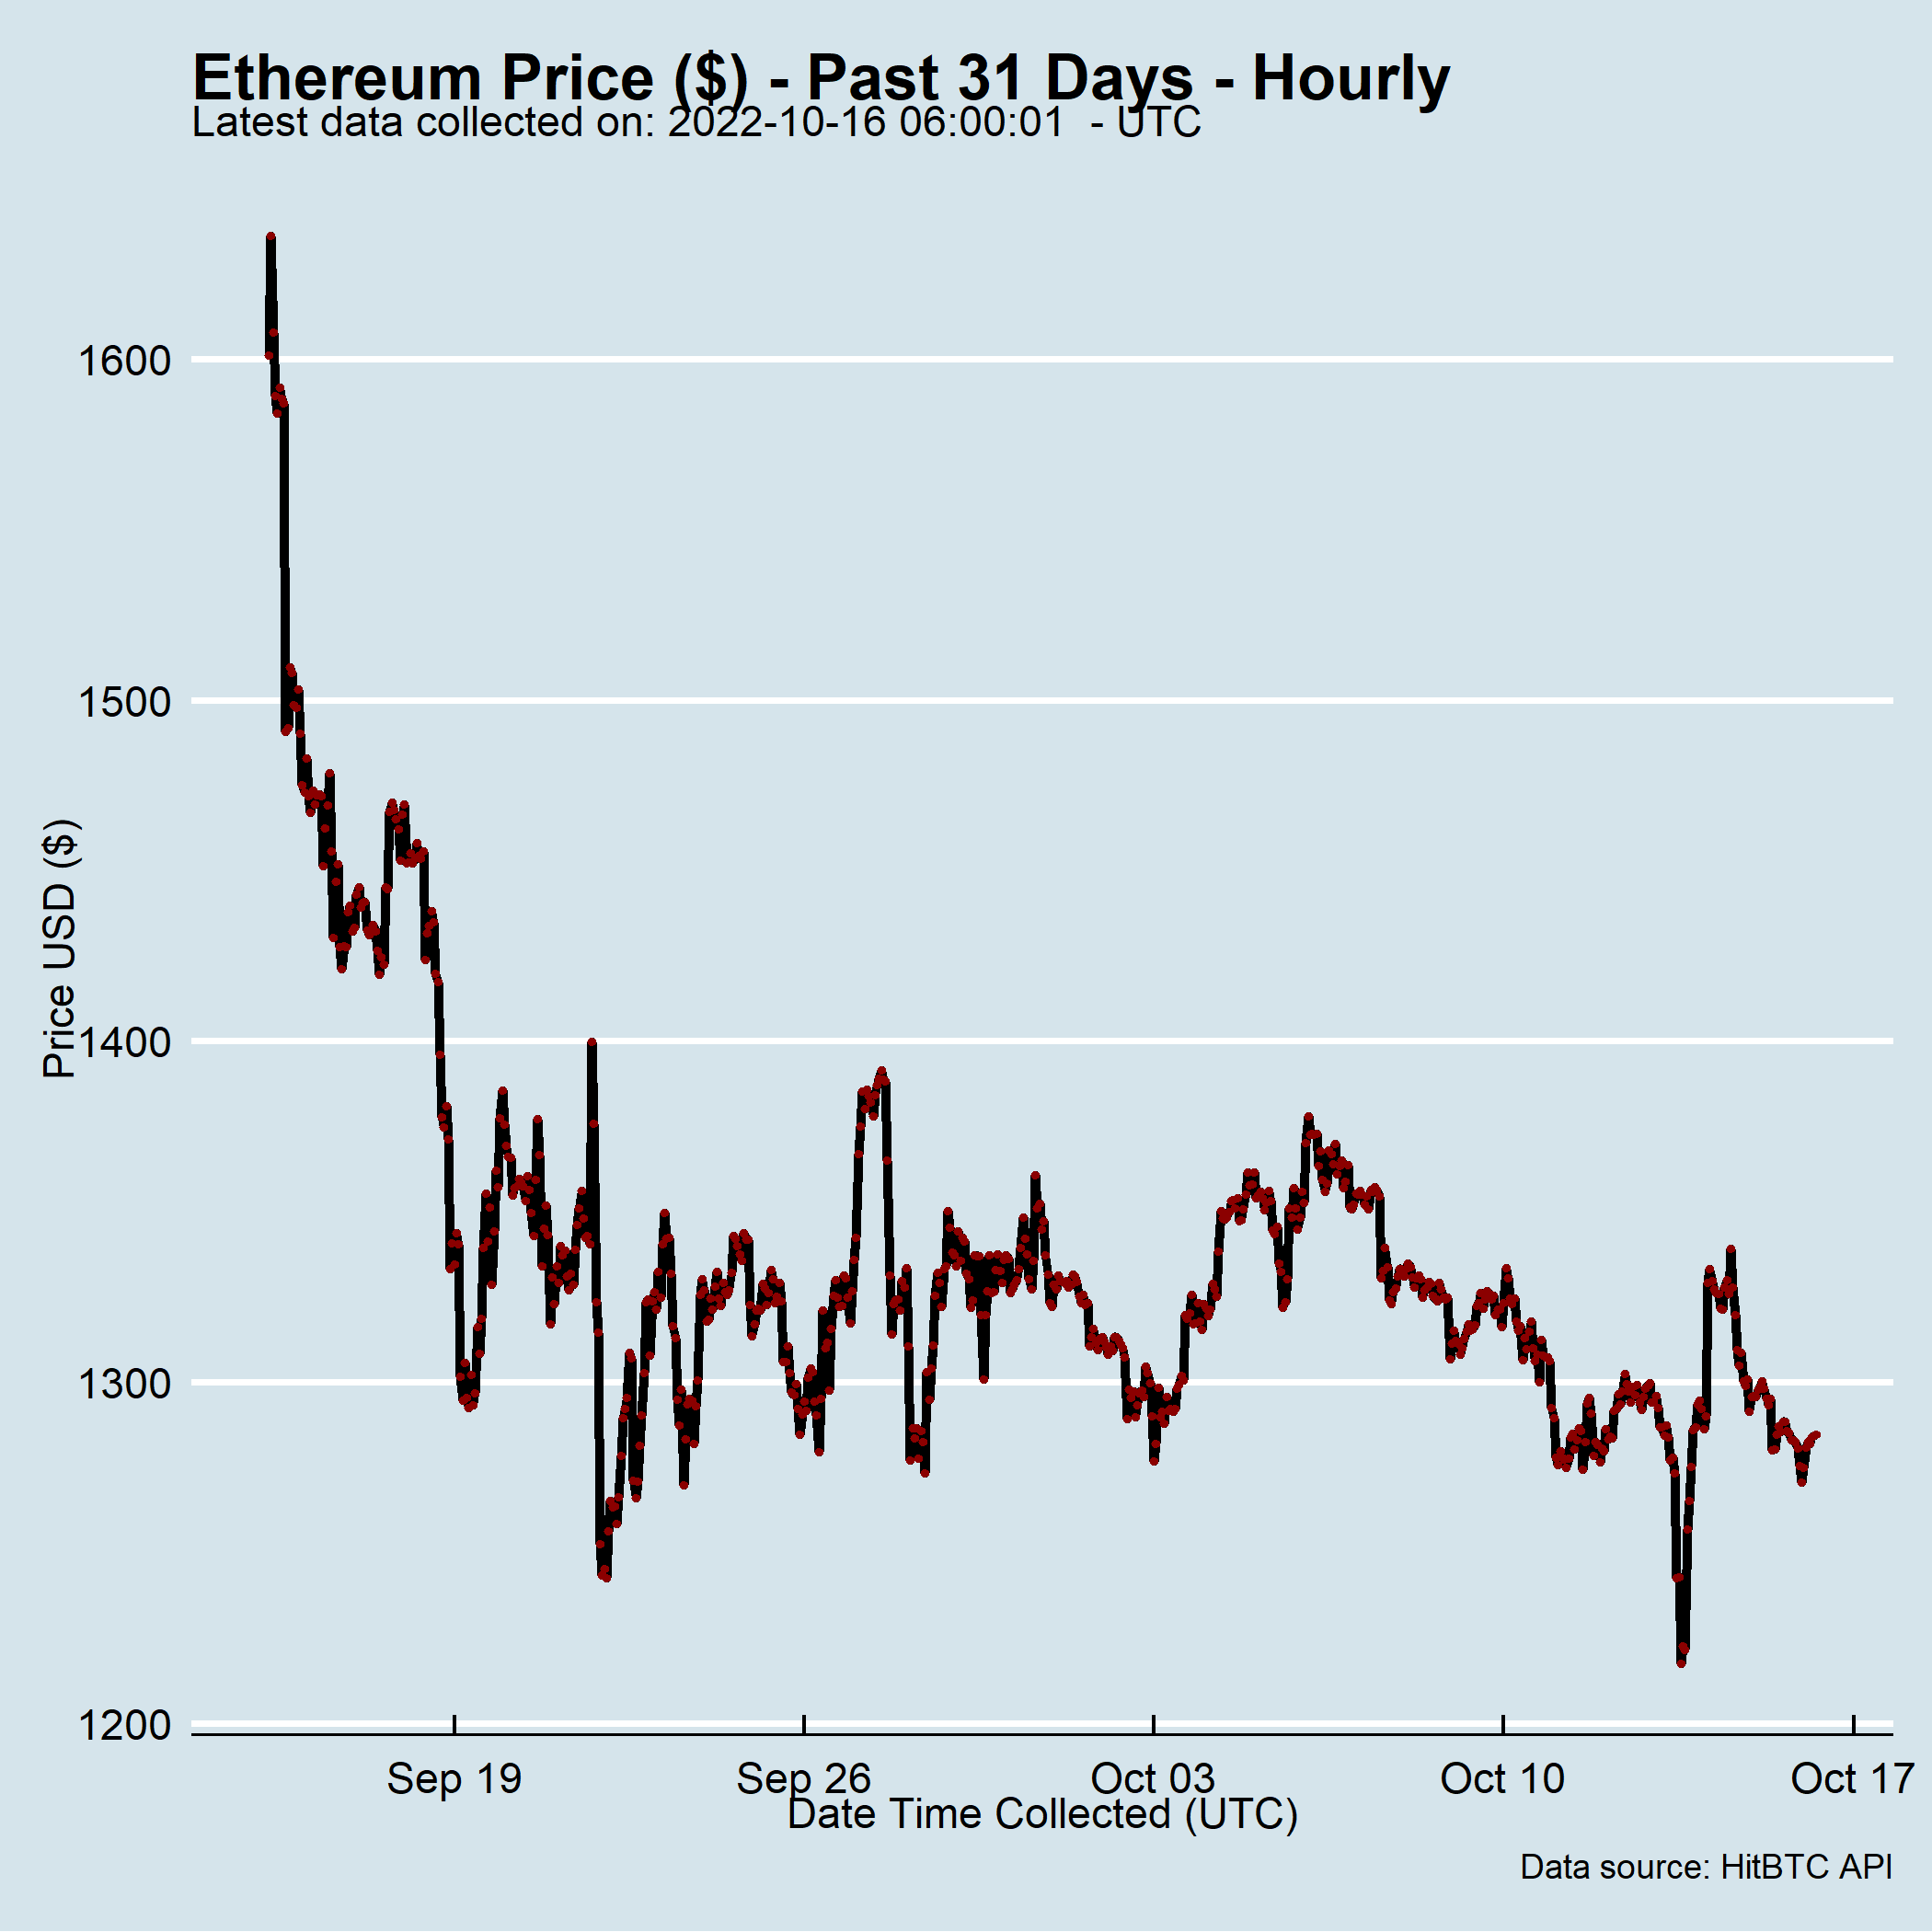 Ethereum Price ($) - Past 31 Days - Hourly
Latest data collected on: 2022-10-16 06:00:01  - UTC
Price USD ($)
1600
1500
1400
1300
1200
Sep 19
Sep 26
Oct 03
Oct 10
Oct 17
Date Time Collected (UTC)
Data source: HitBTC API